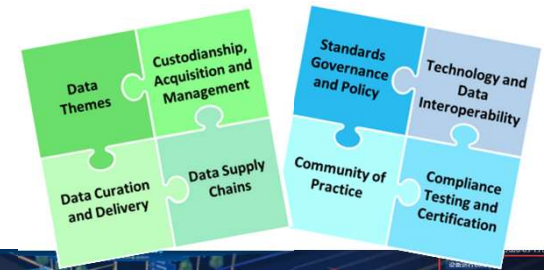 Data
Themes
Custodianship,
Acquisition and
Management
Data Curation
and Delivery
Data Supply
Chains
Standards
Governance
and Policy
Technology and
Data
Interoperability
Community of
Practice
Compliance
Testing and
Certification